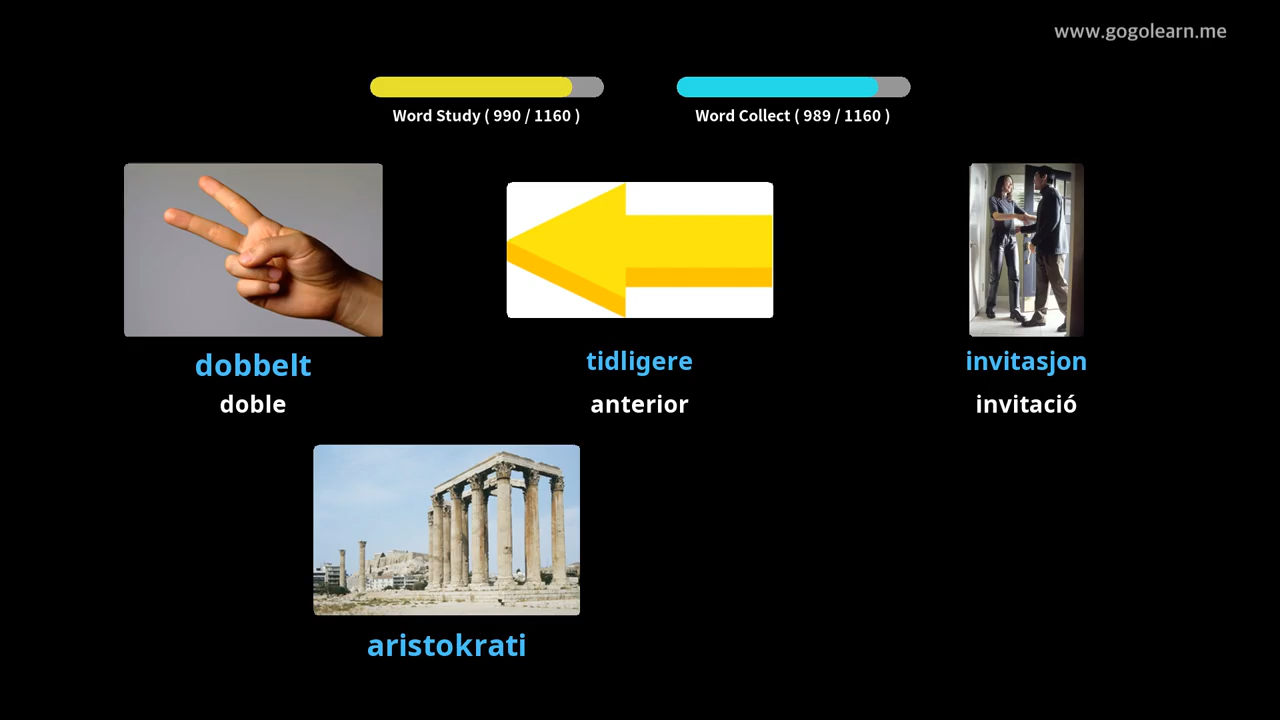 www.gogolearn.me
Word Study ( 990 / 1160 )
Word Collect ( 989 / 1160 )
dobbelt
tidligere
invitasjon
doble
anterior
invitació
aristokrati